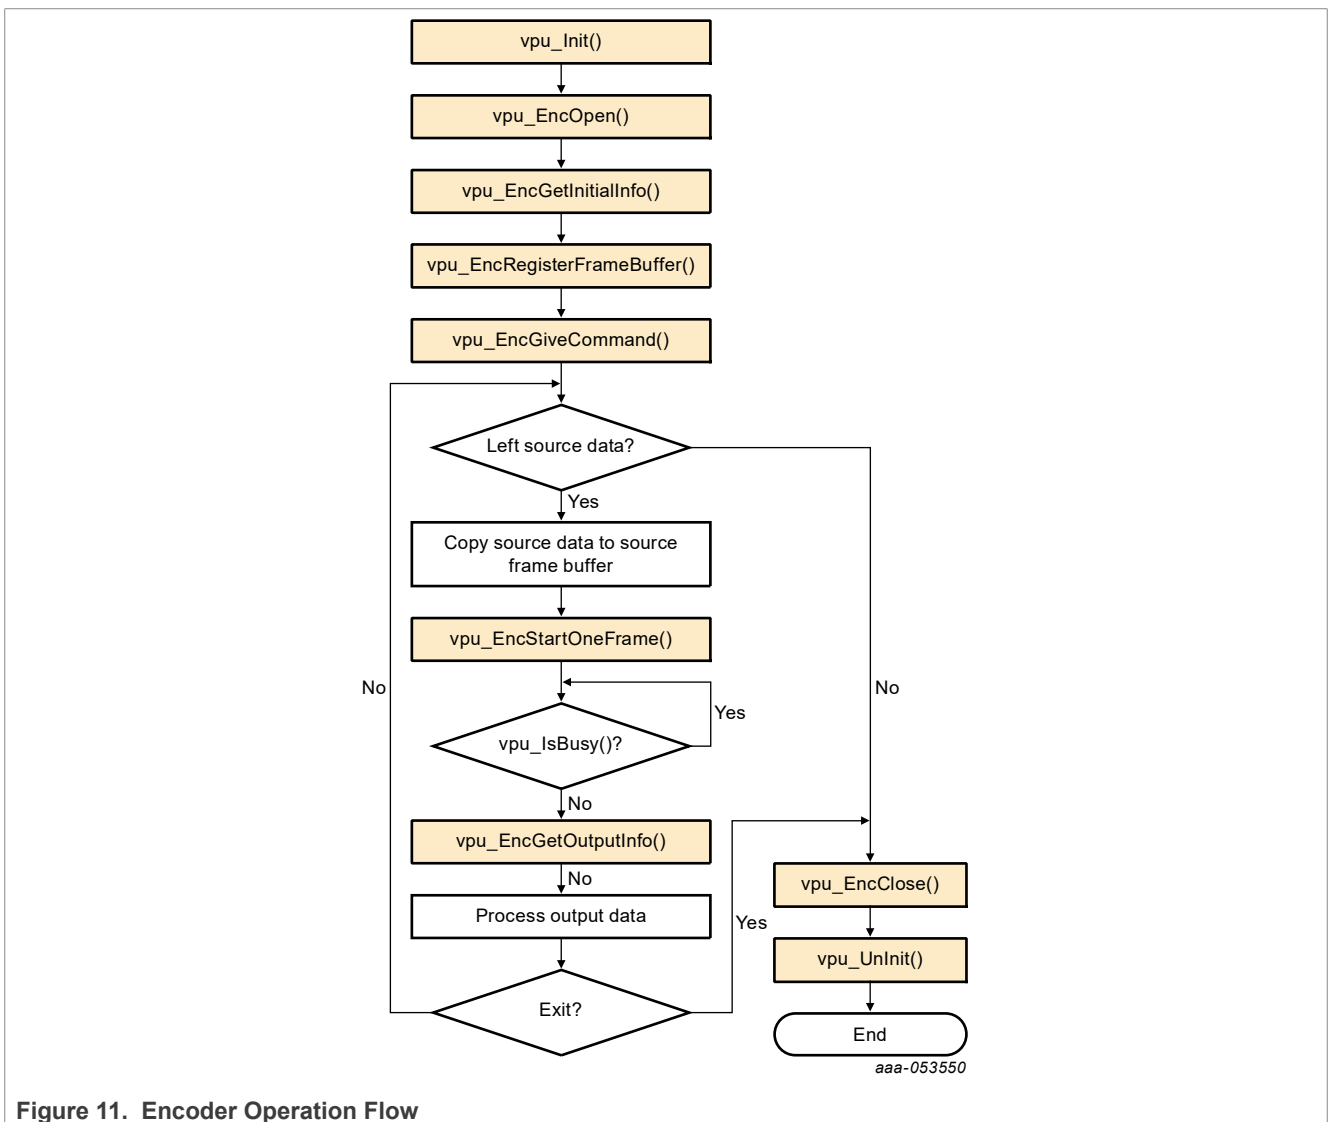 vpu_Init()
vpu_EncOpen()
vpu_EncGetInitialInfo()
vpu_EncRegisterFrameBuffer()
vpu_EncGiveCommand()
Left source data?
Yes
Copy source data to source
frame buffer
vpu_EncStartOneFrame()
No
No
Yes
vpu_IsBusy()?
No
vpu_EncGetOutputInfo()
No
Process output data
Yes
Exit?
vpu_EncClose()
vpu_UnInit()
End
aaa-053550
Figure 11. Encoder Operation Flow